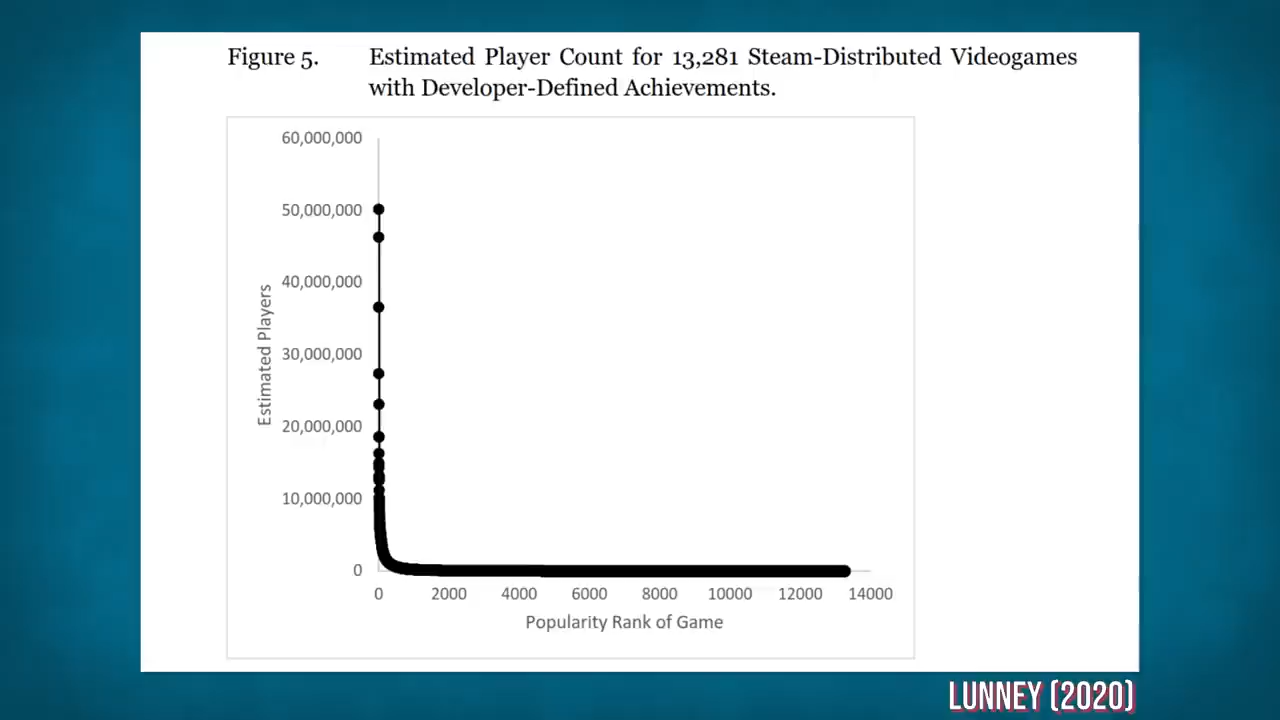 Figure 5. Estimated Player Count for 13,281 Steam-Distributed Videogames
with Developer-Defined Achievements.
60,000,000
50,000,000
40,000,000
30,000,000
20,000,000
10,000,000
0
Estimated Players
0 2000 4000 6000 8000 10000 12000 14000
Popularity Rank of Game
LUNNEY (2020)